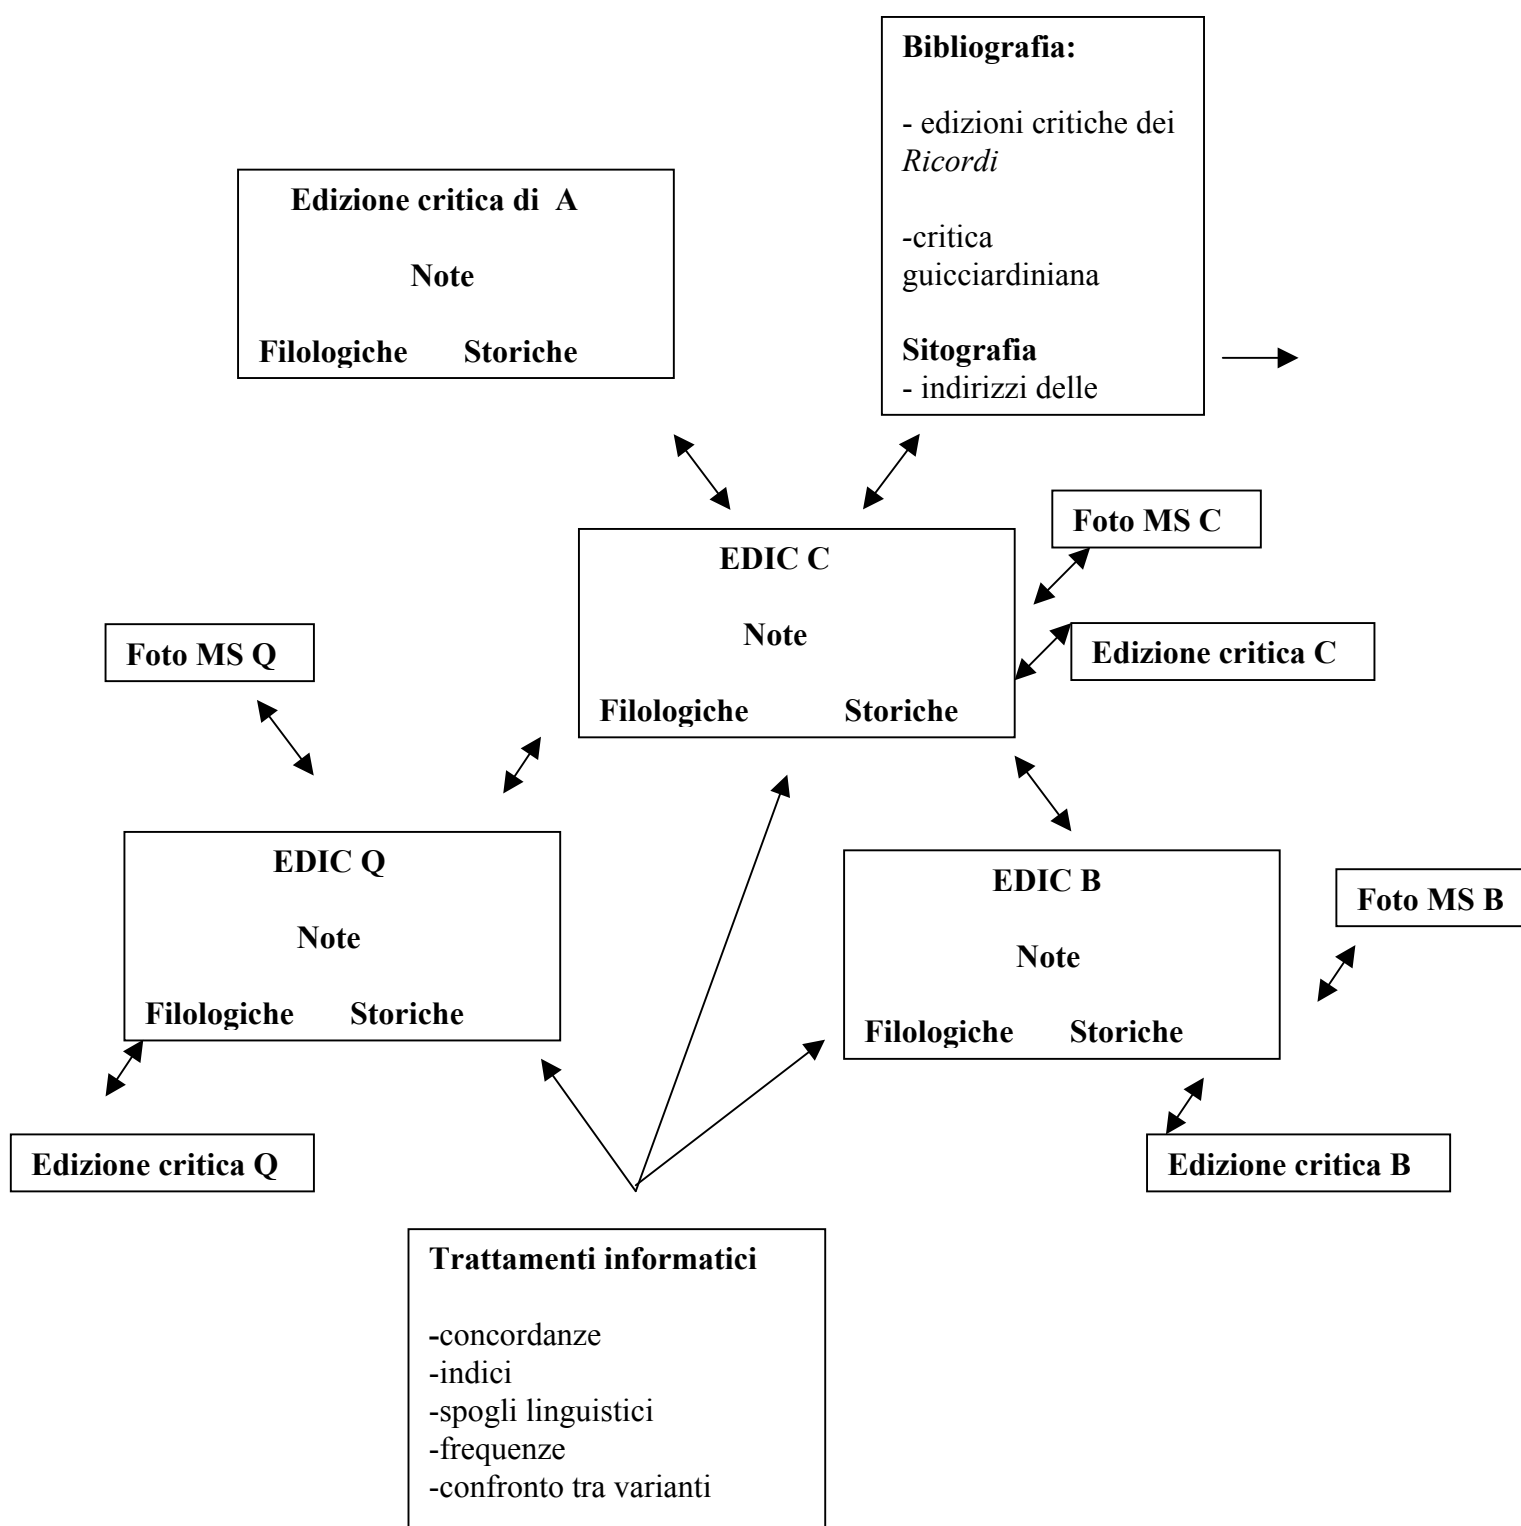 Bibliografia:
- edizioni critiche dei
Ricordi
-critica
guicciardiniana
Sitografia
- indirizzi delle
Edizione critica di A
Note
Filologiche Storiche
Foto MS C
EDIC C
Note
Filologiche Storiche
Edizione critica C
Foto MS Q
EDIC Q
Note
Filologiche Storiche
EDIC B
Note
Filologiche Storiche
Foto MS B
Edizione critica Q
Edizione critica B
Trattamenti informatici
-concordanze
-indici
-spogli linguistici
-frequenze
-confronto tra varianti